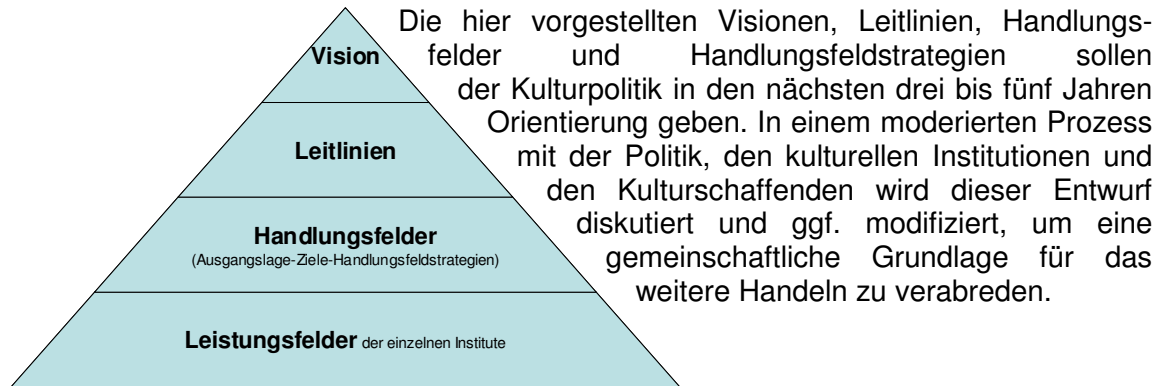 Vision
Leitlinien
Handlungsfelder
(Ausgangslage-Ziele-Handlungsfeldstrategien)
Leistungsfelder der einzelnen Institute
Die hier vorgestellten Visionen, Leitlinien, Handlungs-
felder und Handlungsfeldstrategien sollen
der Kulturpolitik in den nächsten drei bis fünf Jahren
Orientierung geben. In einem moderierten Prozess
mit der Politik, den kulturellen Institutionen und
den Kulturschaffenden wird dieser Entwurf
diskutiert und ggf. modifiziert, um eine
gemeinschaftliche Grundlage für das
weitere Handeln zu verabreden.